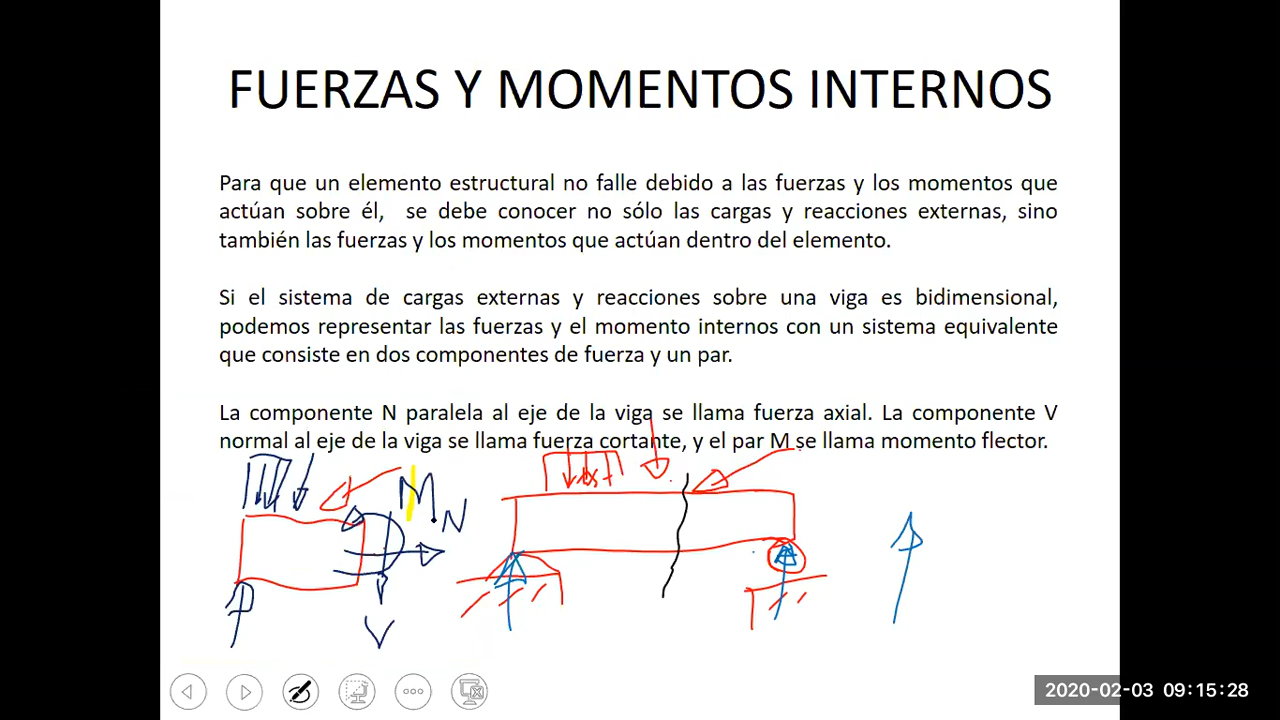 FUERZAS Y MOMENTOS INTERNOS
Para que un elemento estructural no falle debido a las fuerzas y los momentos que
actúan sobre él, se debe conocer no sólo las cargas y reacciones externas, sino
también las fuerzas y los momentos que actúan dentro del elemento.
Si el sistema de cargas externas y reacciones sobre una viga es bidimensional,
podemos representar las fuerzas y el momento internos con un sistema equivalente
que consiste en dos componentes de fuerza y un par.
La componente N paralela al eje de la viga se llama fuerza axial. La componente V
normal al eje de la viga se llama fuerza cortante, y el par M se llama momento flector.
M
N
V
2020-02-03 09:15:28